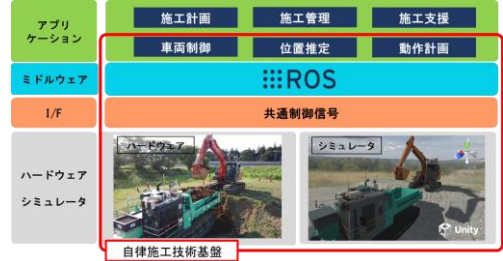 アプリ
ケーション
施工計画
施工管理
施工支援
車両制御
位置推定
動作計画
ミドルウェア
ROS
I/F
共通制御信号
ハードウェア
シミュレータ
ハードウェア
シミュレータ
Unity
自律施工技術基盤